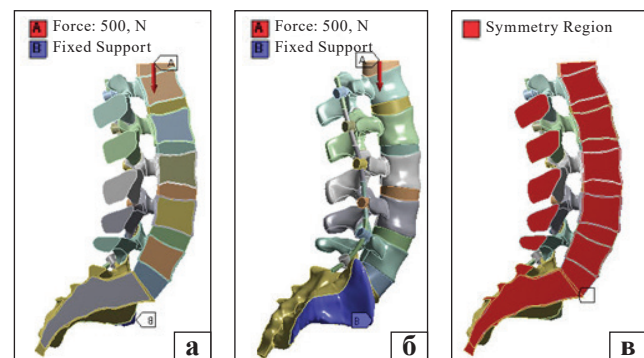 A Force: 500, N
B Fixed Support
A
B
а
A Force: 500, N
B Fixed Support
A
B
б
Symmetry Region
в